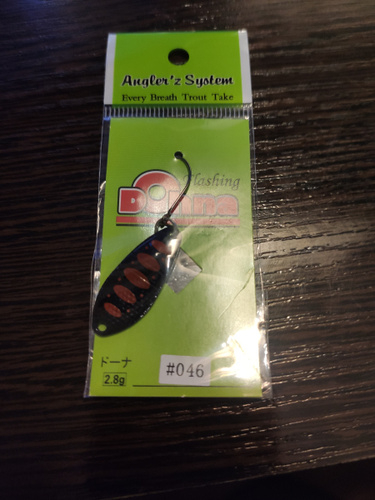 Angler'z System
Every Breath Trout Take
Flashing
Dohna
ドーナ
2.8g
#046